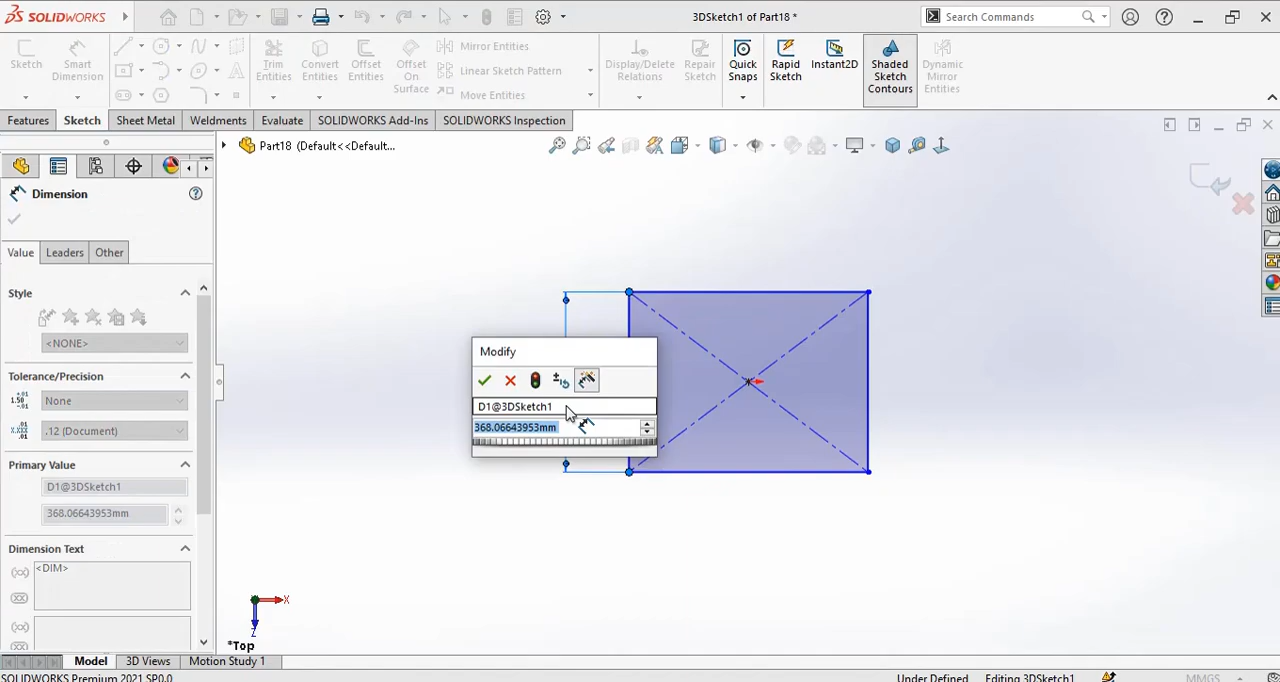 SOLIDWORKS
3DSketch1 of Part18 *
Search Commands
Sketch
Smart Dimension
Trim Entities
Convert Entities
Offset Entities
Offset On Surface
Mirror Entities
Linear Sketch Pattern
Move Entities
Display/Delete Relations
Repair Sketch
Quick Snaps
Rapid Sketch
Instant2D
Shaded Sketch Contours
Dynamic Mirror Entities
Features
Sketch
Sheet Metal
Weldments
Evaluate
SOLIDWORKS Add-Ins
SOLIDWORKS Inspection
Part18 (Default<<Default...
Dimension
Value
Leaders
Other
Style
<NONE>
Tolerance/Precision
None
.12 (Document)
Primary Value
D1@3DSketch1
368.06643953mm
Dimension Text
<DIM>
Modify
D1@3DSketch1
368.06643953mm
X
Z
*Top
Model
3D Views
Motion Study 1
SOLIDWORKS Premium 2021 SP0.0
Under Defined
Editing 3DSketch1
MMGS